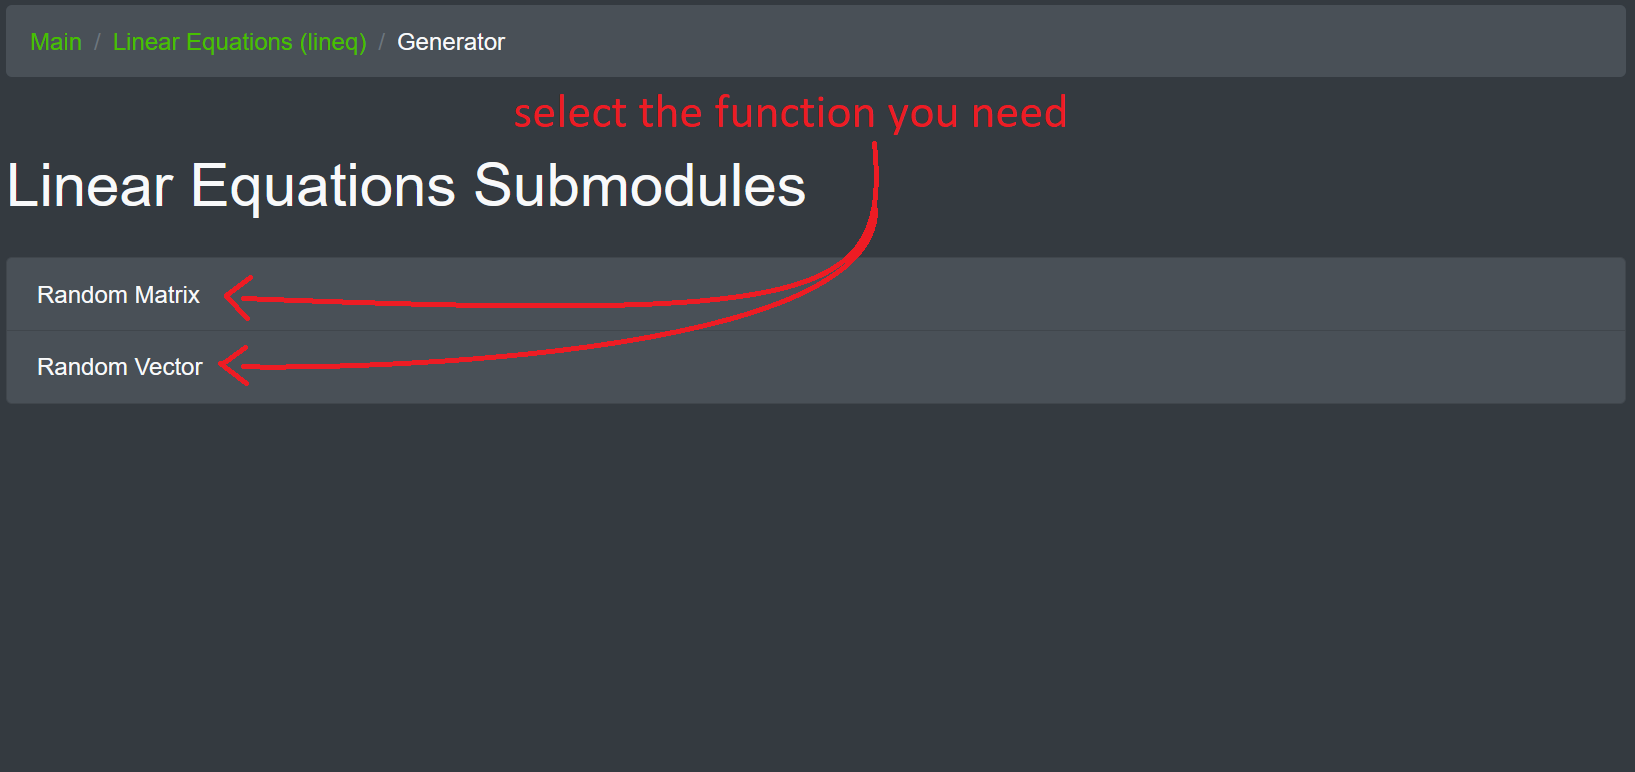 Main / Linear Equations (lineq) / Generator
select the function you need
Linear Equations Submodules
Random Matrix
Random Vector